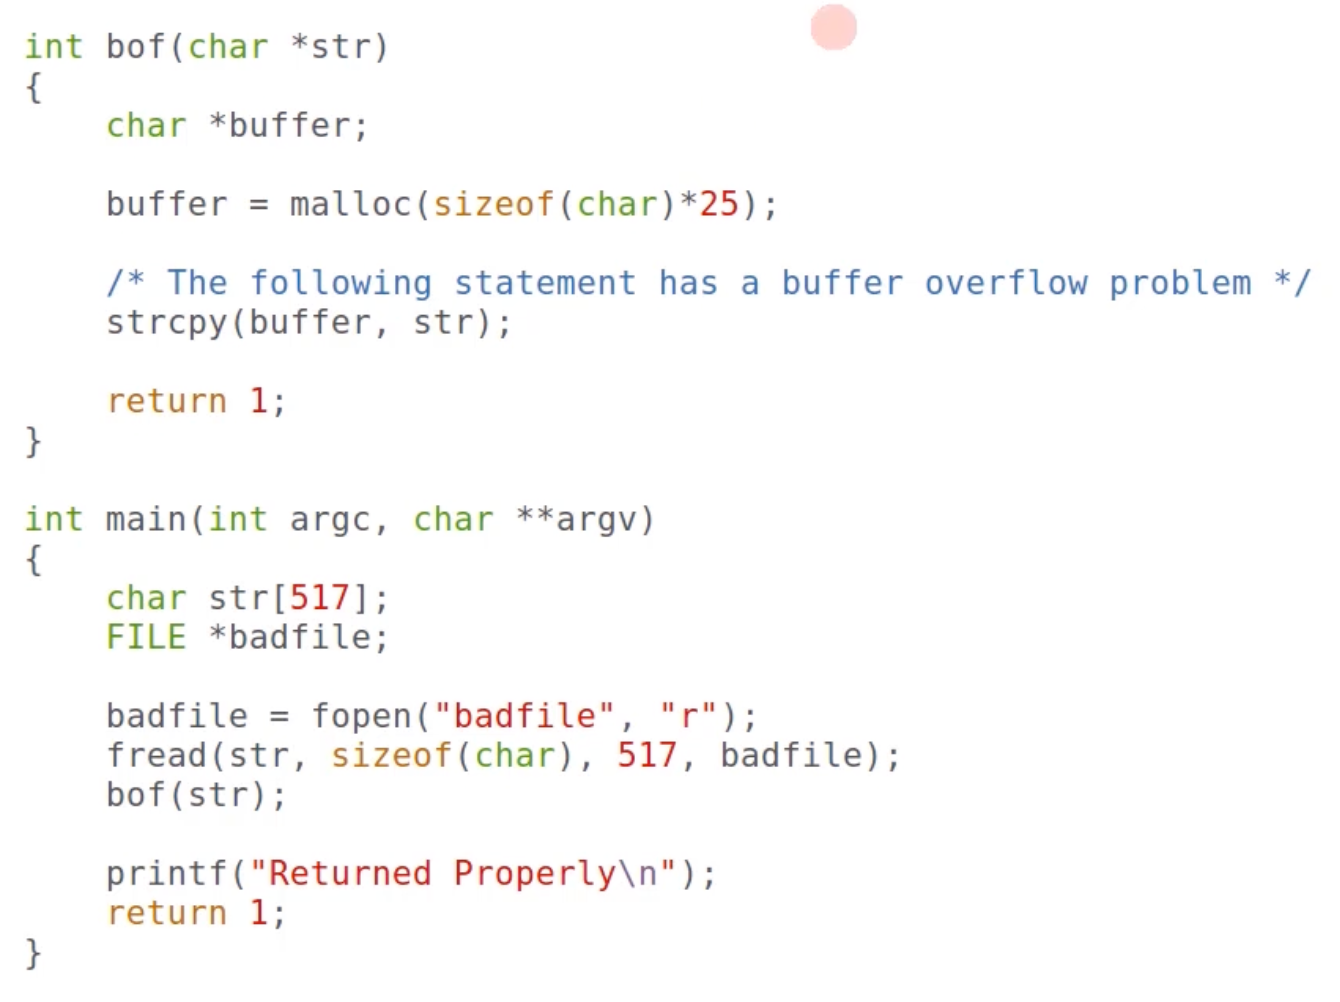 int bof(char *str)
{
    char *buffer;

    buffer = malloc(sizeof(char)*25);

    /* The following statement has a buffer overflow problem */
    strcpy(buffer, str);

    return 1;
}

int main(int argc, char **argv)
{
    char str[517];
    FILE *badfile;

    badfile = fopen("badfile", "r");
    fread(str, sizeof(char), 517, badfile);
    bof(str);

    printf("Returned Properly\n");
    return 1;
}